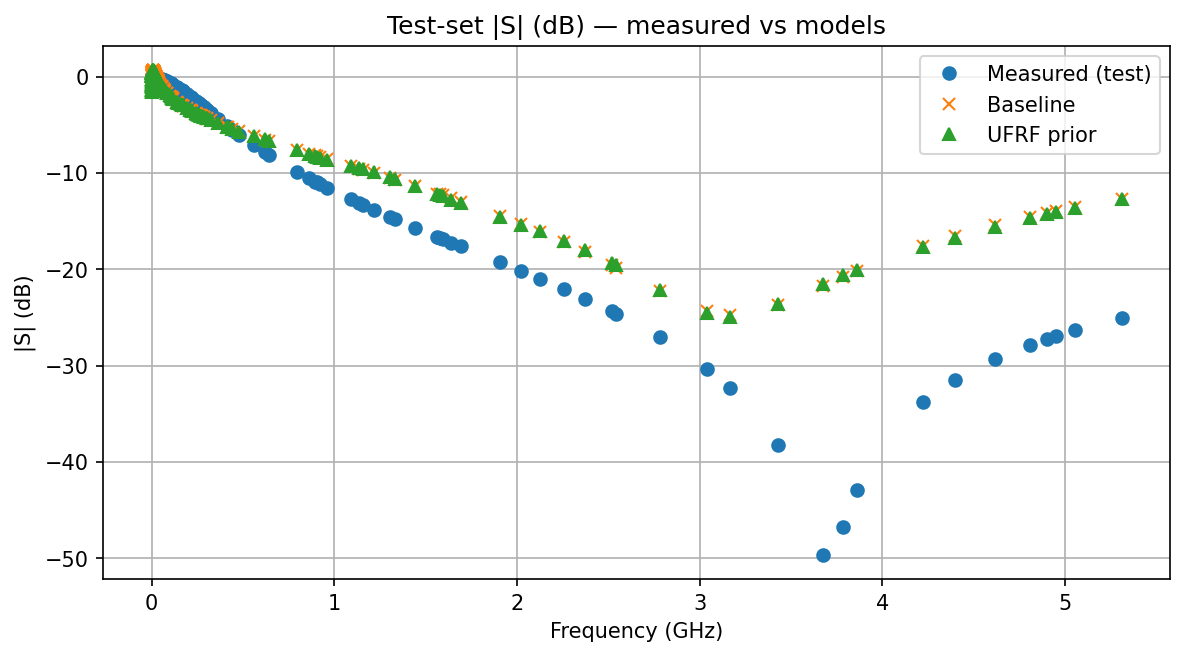 Test-set |S| (dB) — measured vs models
Measured (test)
Baseline
UFRF prior
|S| (dB)
0
−10
−20
−30
−40
−50
0 1 2 3 4 5
Frequency (GHz)